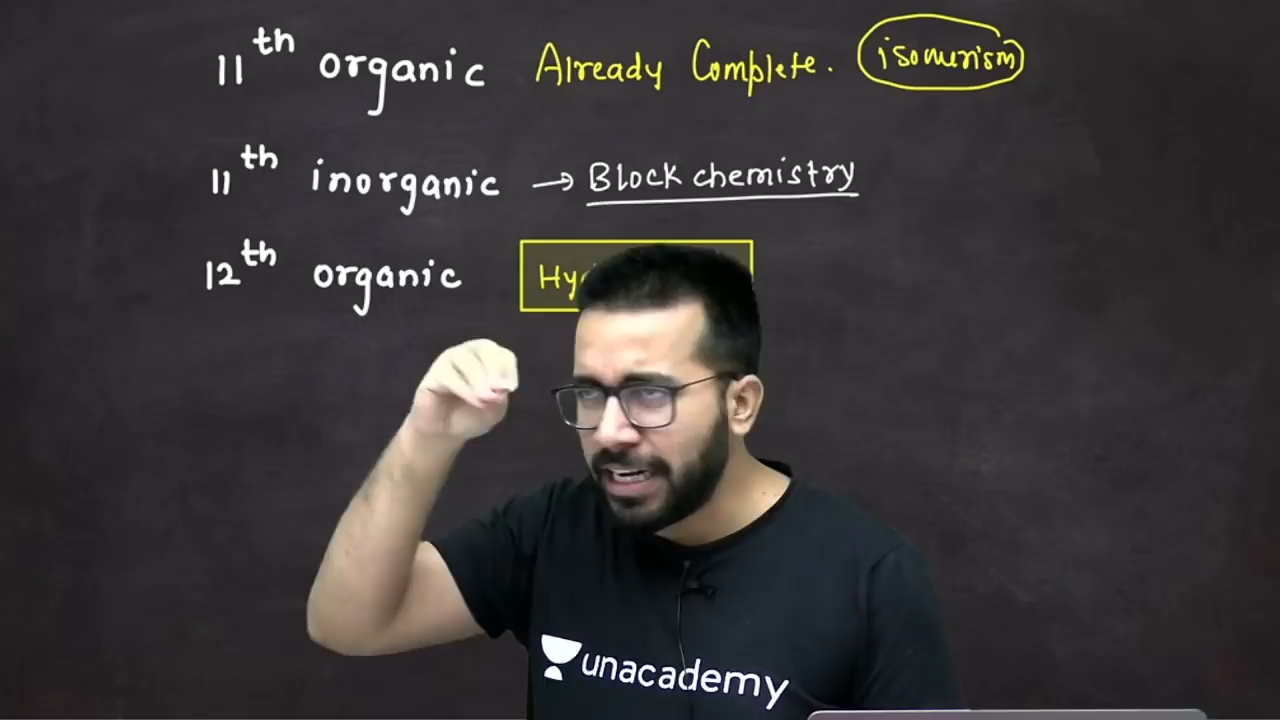 11th organic Already Complete. isomerism
11th inorganic → Block chemistry
12th organic
unacademy